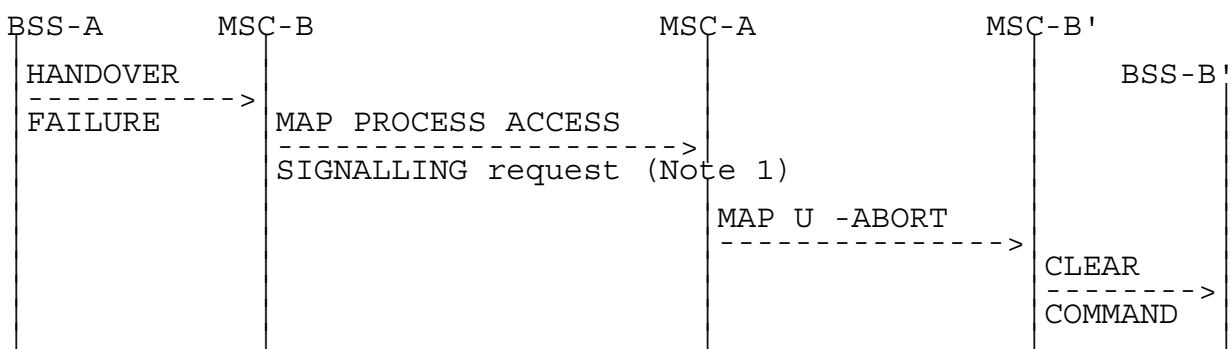 BSS-A MSC-B MSC-A MSC-B'
HANDOVER BSS-B'
----------->
FAILURE MAP PROCESS ACCESS
--------------------->
SIGNALLING request (Note 1)
MAP U -ABORT
--------------->
CLEAR
-------->
COMMAND